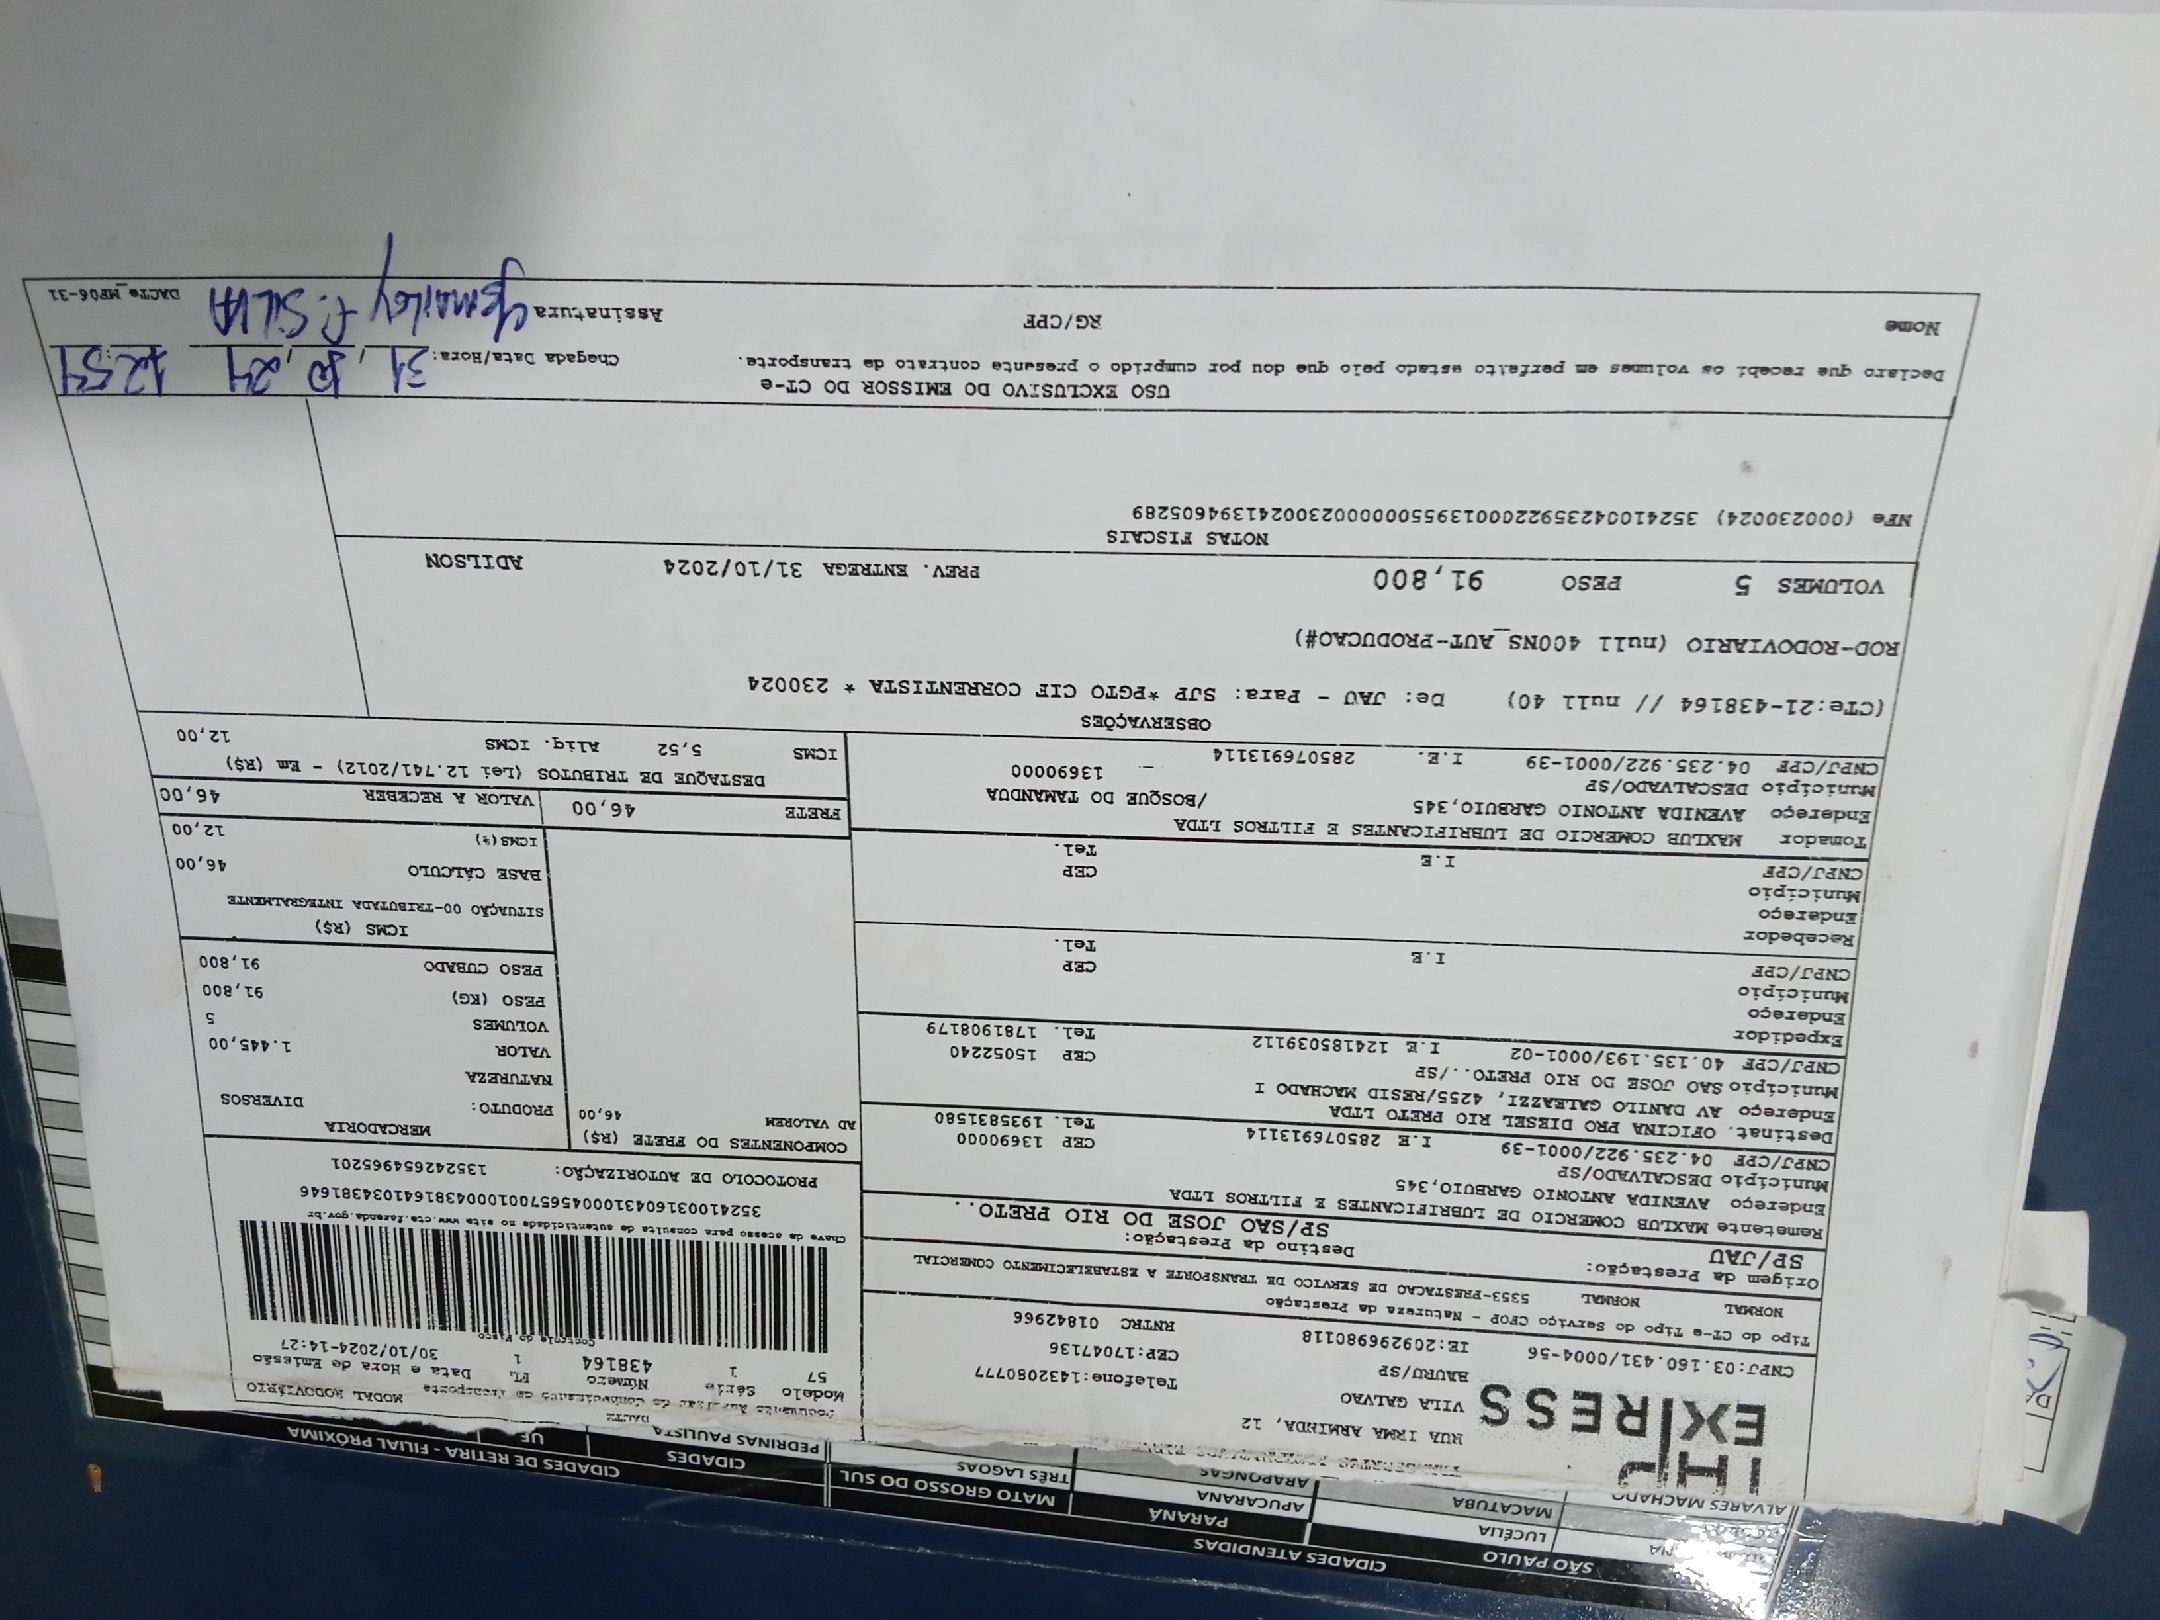 SÃO PAULO
CIDADES ATENDIDAS
LUCÉLIA
PARANÁ
MATO GROSSO DO SUL
CIDADES DE RETIRA - FILIAL PRÓXIMA
ALVARES MACHADO
MACATUBA
APUCARANA
TRÊS LAGOAS
CIDADES
UF
ARAPONGAS
PEDRINAS PAULISTA
EXPRESS
RUA IRMA ARMINDA, 12
VILA GALVAO
BAURU/SP
Telefone:1432080777
CEP:17047136
CNPJ:03.160.431/0004-56
IE:209296980118
RNTRC 01842966
DACTE
Documento Auxiliar do Conhecimento de Transporte
MODAL RODOVIÁRIO
Modelo Série Número FL. Data e Hora de Emissão
57 1 438164 1 30/10/2024-14:27
Controle do Fisco
Tipo do CT-e Tipo do Serviço CFOP - Natureza da Prestação
NORMAL NORMAL 5353-PRESTACAO DE SERVICO DE TRANSPORTE A ESTABELECIMENTO COMERCIAL
Origem da Prestação:
SP/JAU
Destino da Prestação:
SP/SAO JOSE DO RIO PRETO..
Chave de acesso para consulta de autenticidade no site www.cte.fazenda.gov.br
PROTOCOLO DE AUTORIZAÇÃO: 135242654965201
Remetente MAXLUB COMERCIO DE LUBRIFICANTES E FILTROS LTDA
Endereço AVENIDA ANTONIO GARBUIO,345
Município DESCALVADO/SP CEP 13690000
CNPJ/CPF 04.235.922/0001-39 I.E 285076913114 Tel. 1935831580
Destinat. OFICINA PRO DIESEL RIO PRETO LTDA
Endereço AV DANILO GALEAZZI, 4255/RESID MACHADO I
Município SAO JOSE DO RIO PRETO../SP CEP 15052240
CNPJ/CPF 40.135.193/0001-02 I.E 124185039112 Tel. 1781908179
Expedidor
Endereço
Município CEP
CNPJ/CPF I.E Tel.
Recebedor
Endereço
Município CEP
CNPJ/CPF I.E Tel.
Tomador MAXLUB COMERCIO DE LUBRIFICANTES E FILTROS LTDA
Endereço AVENIDA ANTONIO GARBUIO,345 /BOSQUE DO TAMANDUA
Município DESCALVADO/SP 13690000
CNPJ/CPF 04.235.922/0001-39 I.E. 285076913114
COMPONENTES DO FRETE (R$)
AD VALOREM 46,00
MERCADORIA
PRODUTO: DIVERSOS
NATUREZA
VALOR 1.445,00
VOLUMES 5
PESO (KG) 91,800
PESO CUBADO 91,800
ICMS (R$)
SITUAÇÃO 00-TRIBUTADA INTEGRALMENTE
BASE CÁLCULO 46,00
ICMS(%) 12,00
FRETE 46,00 VALOR A RECEBER 46,00
DESTAQUE DE TRIBUTOS (Lei 12.741/2012) - Em (R$)
ICMS 5,52 Aliq. ICMS 12,00
OBSERVAÇÕES
(CTe:21-438164 // null 40) De: JAÚ - Para: SJP *PGTO CIF CORRENTISTA * 230024
ROD-RODOVIARIO (null 400NS_AUT-PRODUCAO#)
VOLUMES 5 PESO 91,800 PREV. ENTREGA 31/10/2024 ADILSON
NOTAS FISCAIS
USO EXCLUSIVO DO EMISSOR DO CT-e
Declaro que recebi os volumes em perfeito estado pelo que dou por cumprido o presente contrato de transporte.
Chegada Data/Hora: 31, 10, 24 12:54
Nome RG/CPF Assinatura P. SILVA
DACTe_MP06-31